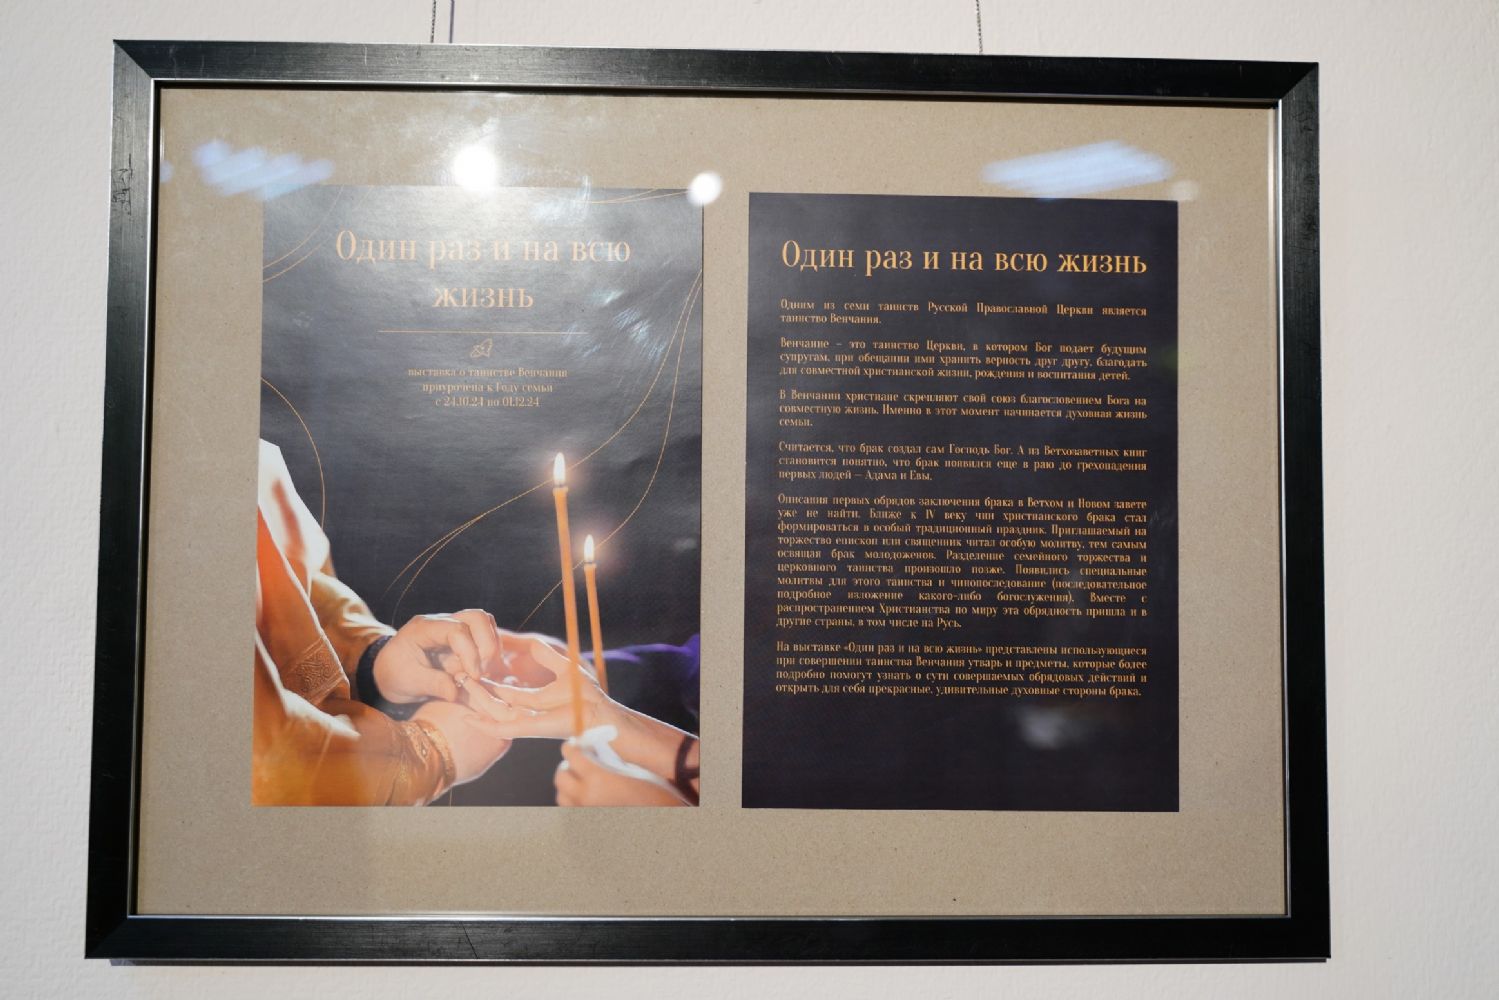 Один раз и на всю
жизнь
выставка о таинстве Венчания
приурочена к Году семьи
с 24.10.24 по 01.12.24
Один раз и на всю жизнь
Одним из семи таинств Русской Православной Церкви является
таинство Венчания.
Венчание – это таинство Церкви, в котором Бог подает будущим
супругам, при обещании ими хранить верность друг другу, благодать
для совместной христианской жизни, рождения и воспитания детей.
В Венчании христиане скрепляют свой союз благословением Бога на
совместную жизнь. Именно в этот момент начинается духовная жизнь
семьи.
Считается, что брак создал сам Господь Бог. А из Ветхозаветных книг
становится понятно, что брак появился еще в раю до грехопадения
первых людей – Адама и Евы.
Описания первых обрядов заключения брака в Ветхом и Новом завете
уже не найти. Ближе к IV веку чин христианского брака стал
формироваться в особый традиционный праздник. Приглашаемый на
торжество епископ или священник читал особую молитву, тем самым
освящая брак молодоженов. Разделение семейного торжества и
церковного таинства произошло позже. Появились специальные
молитвы для этого таинства и чинопоследование (последовательное
подробное изложение какого-либо богослужения). Вместе с
распространением Христианства по миру эта обрядность пришла и в
другие страны, в том числе на Русь.
На выставке «Один раз и на всю жизнь» представлены использующиеся
при совершении таинства Венчания утварь и предметы, которые более
подробно помогут узнать о сути совершаемых обрядовых действий и
открыть для себя прекрасные, удивительные духовные стороны брака.